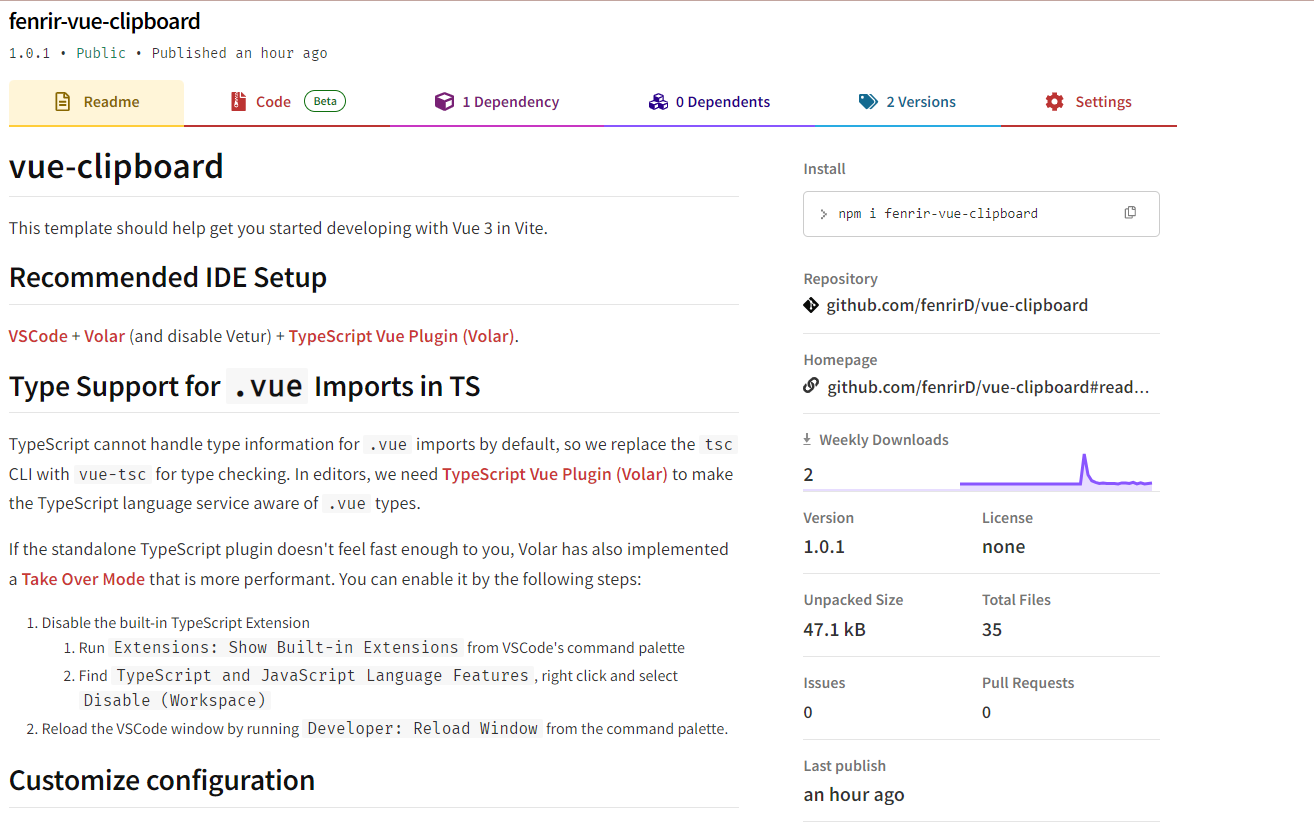 fenrir-vue-clipboard
1.0.1 • Public • Published an hour ago
Readme
Code Beta
1 Dependency
0 Dependents
2 Versions
Settings
vue-clipboard
This template should help get you started developing with Vue 3 in Vite.
Recommended IDE Setup
VSCode + Volar (and disable Vetur) + TypeScript Vue Plugin (Volar).
Type Support for .vue Imports in TS
TypeScript cannot handle type information for .vue imports by default, so we replace the tsc
CLI with vue-tsc for type checking. In editors, we need TypeScript Vue Plugin (Volar) to make
the TypeScript language service aware of .vue types.
If the standalone TypeScript plugin doesn't feel fast enough to you, Volar has also implemented
a Take Over Mode that is more performant. You can enable it by the following steps:
1. Disable the built-in TypeScript Extension
1. Run Extensions: Show Built-in Extensions from VSCode's command palette
2. Find TypeScript and JavaScript Language Features, right click and select
Disable (Workspace)
2. Reload the VSCode window by running Developer: Reload Window from the command palette.
Customize configuration
Install
> npm i fenrir-vue-clipboard
Repository
github.com/fenrirD/vue-clipboard
Homepage
github.com/fenrirD/vue-clipboard#read...
Weekly Downloads
2
Version
1.0.1
License
none
Unpacked Size
47.1 kB
Total Files
35
Issues
0
Pull Requests
0
Last publish
an hour ago